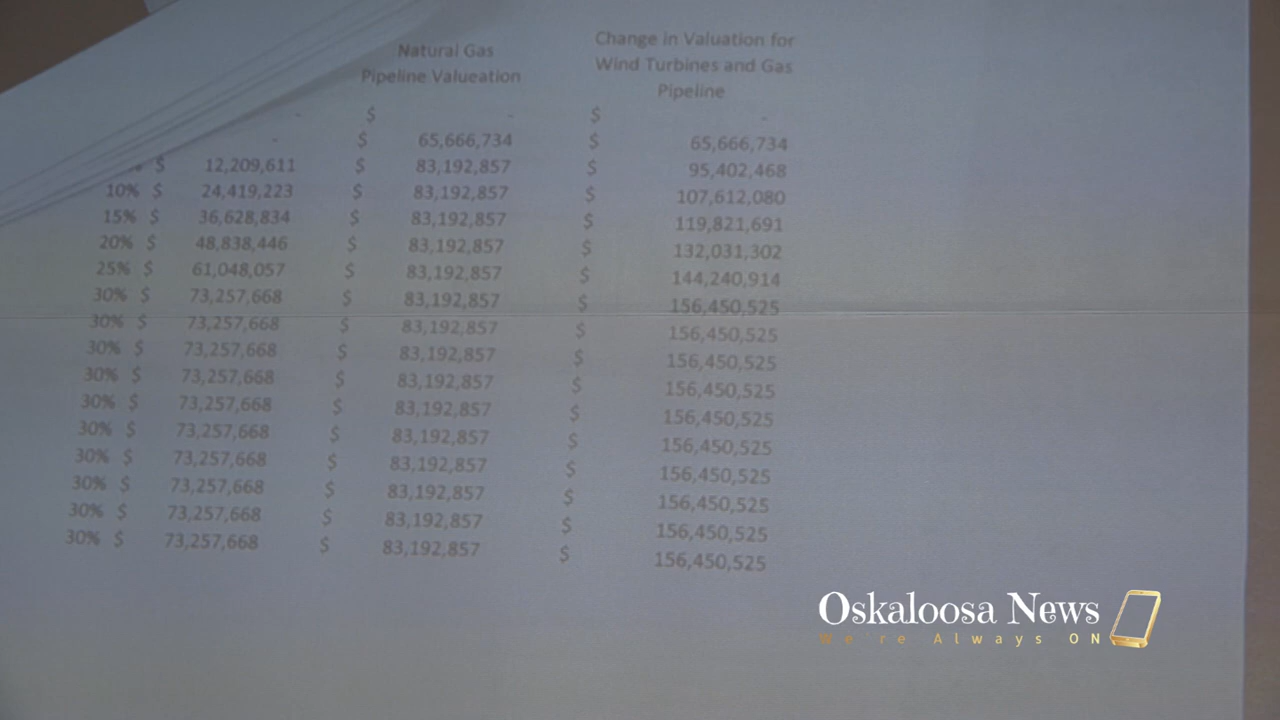 Natural Gas
Pipeline Valueation
Change in Valuation for
Wind Turbines and Gas
Pipeline
- $ - $ -
- $ 65,666,734 $ 65,666,734
% $ 12,209,611 $ 83,192,857 $ 95,402,468
10% $ 24,419,223 $ 83,192,857 $ 107,612,080
15% $ 36,628,834 $ 83,192,857 $ 119,821,691
20% $ 48,838,446 $ 83,192,857 $ 132,031,302
25% $ 61,048,057 $ 83,192,857 $ 144,240,914
30% $ 73,257,668 $ 83,192,857 $ 156,450,525
30% $ 73,257,668 $ 83,192,857 $ 156,450,525
30% $ 73,257,668 $ 83,192,857 $ 156,450,525
30% $ 73,257,668 $ 83,192,857 $ 156,450,525
30% $ 73,257,668 $ 83,192,857 $ 156,450,525
30% $ 73,257,668 $ 83,192,857 $ 156,450,525
30% $ 73,257,668 $ 83,192,857 $ 156,450,525
30% $ 73,257,668 $ 83,192,857 $ 156,450,525
30% $ 73,257,668 $ 83,192,857 $ 156,450,525
30% $ 73,257,668 $ 83,192,857 $ 156,450,525
Oskaloosa News
We're Always ON